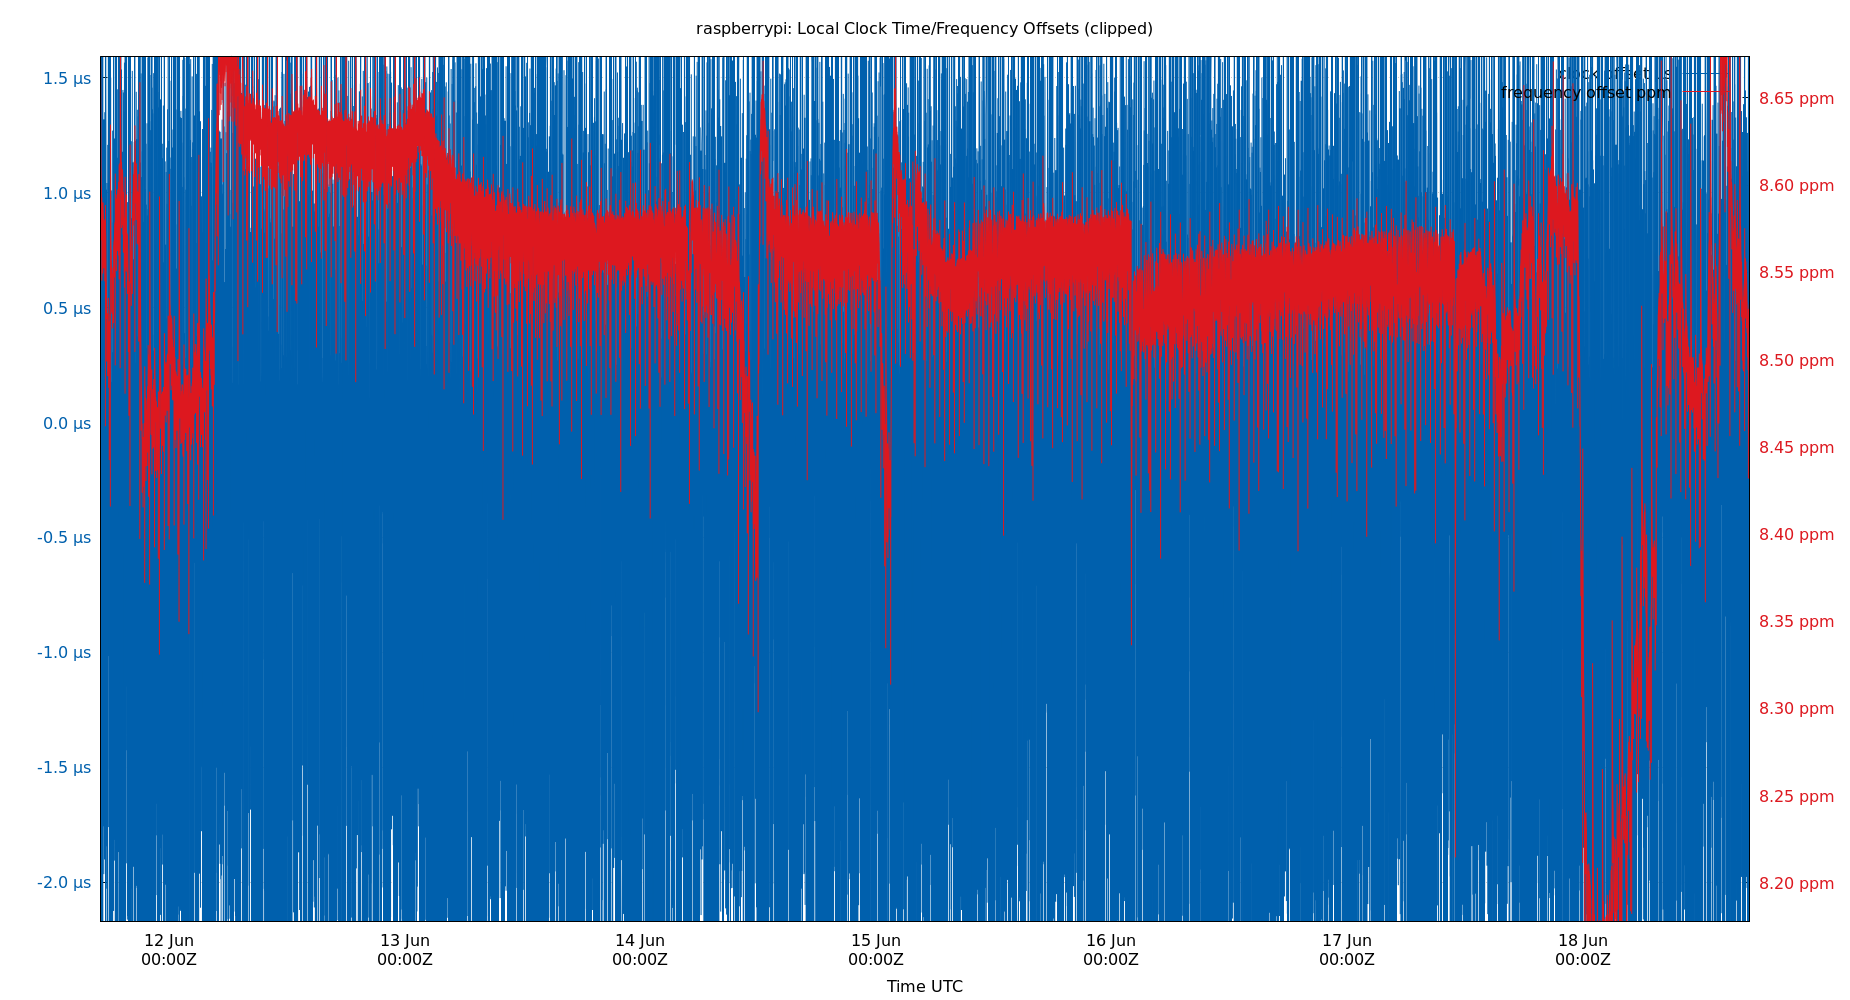 raspberrypi: Local Clock Time/Frequency Offsets (clipped)
1.5 µs
1.0 µs
0.5 µs
0.0 µs
-0.5 µs
-1.0 µs
-1.5 µs
-2.0 µs
clock offset µs
frequency offset ppm
8.65 ppm
8.60 ppm
8.55 ppm
8.50 ppm
8.45 ppm
8.40 ppm
8.35 ppm
8.30 ppm
8.25 ppm
8.20 ppm
12 Jun
00:00Z
13 Jun
00:00Z
14 Jun
00:00Z
15 Jun
00:00Z
16 Jun
00:00Z
17 Jun
00:00Z
18 Jun
00:00Z
Time UTC